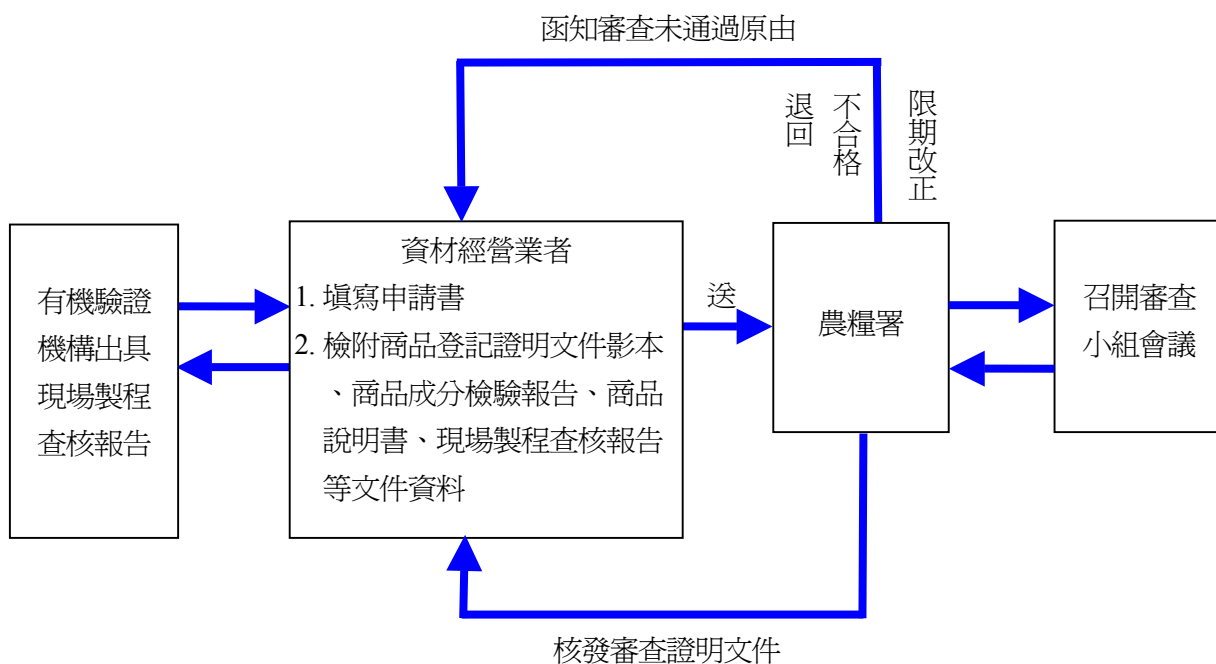 函知審查未通過原由
限期改正
不合格
退回
有機驗證
機構出具
現場製程
查核報告
資材經營業者
1. 填寫申請書
2. 檢附商品登記證明文件影本
、商品成分檢驗報告、商品
說明書、現場製程查核報告
等文件資料
送
農糧署
召開審查
小組會議
核發審查證明文件